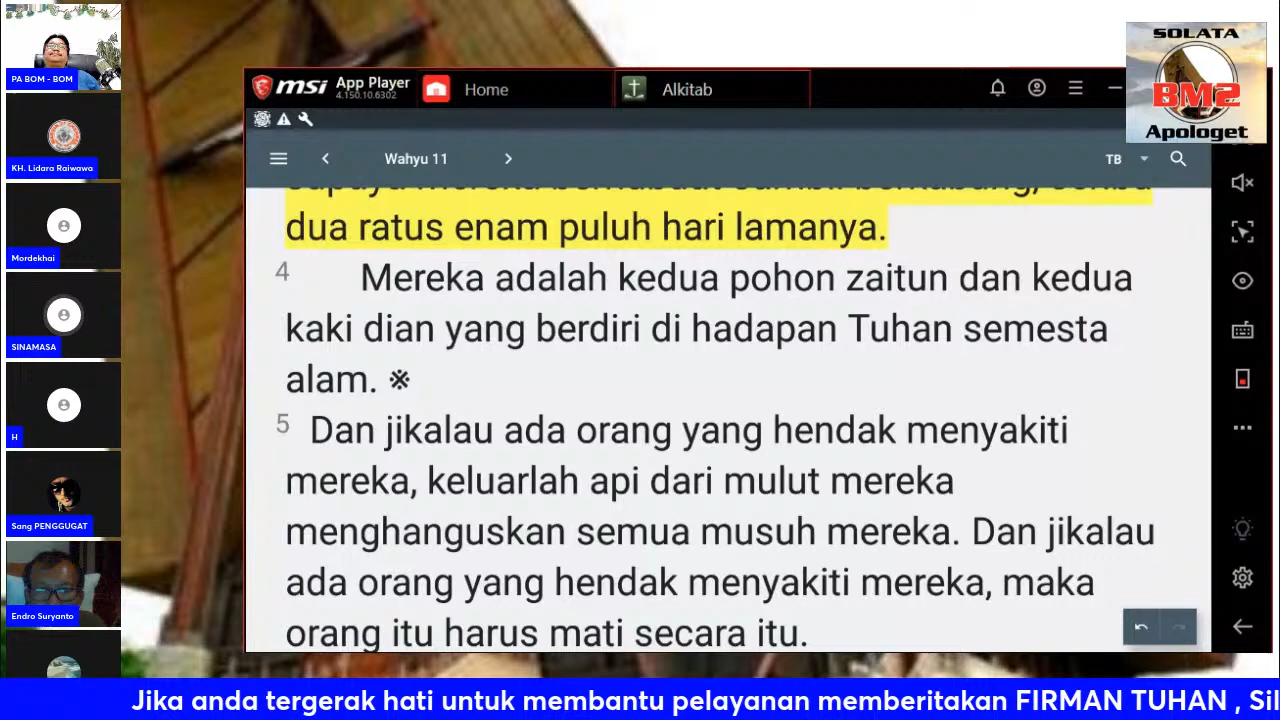 PA BOM - BOM
KH. Lidara Raiwawa
Mordekhai
SINAMASA
H
Sang PENGGUGAT
Endro Suryanto
msi App Player
4.150.10.6302
Home
Alkitab
SOLATA
BM2
Apologet
Wahyu 11
TB
dua ratus enam puluh hari lamanya.
4 Mereka adalah kedua pohon zaitun dan kedua
kaki dian yang berdiri di hadapan Tuhan semesta
alam. ※
5 Dan jikalau ada orang yang hendak menyakiti
mereka, keluarlah api dari mulut mereka
menghanguskan semua musuh mereka. Dan jikalau
ada orang yang hendak menyakiti mereka, maka
orang itu harus mati secara itu.
Jika anda tergerak hati untuk membantu pelayanan memberitakan FIRMAN TUHAN , Sil